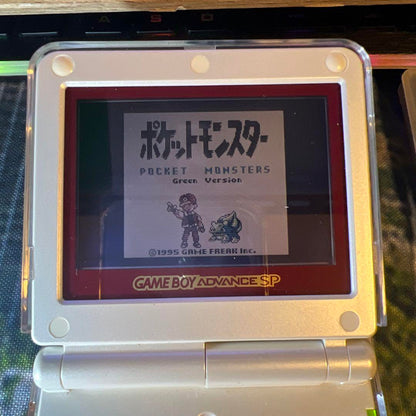 ポケットモンスター
POCKET MONSTERS
Green Version
©1995 GAME FREAK Inc.
GAME BOY ADVANCE SP